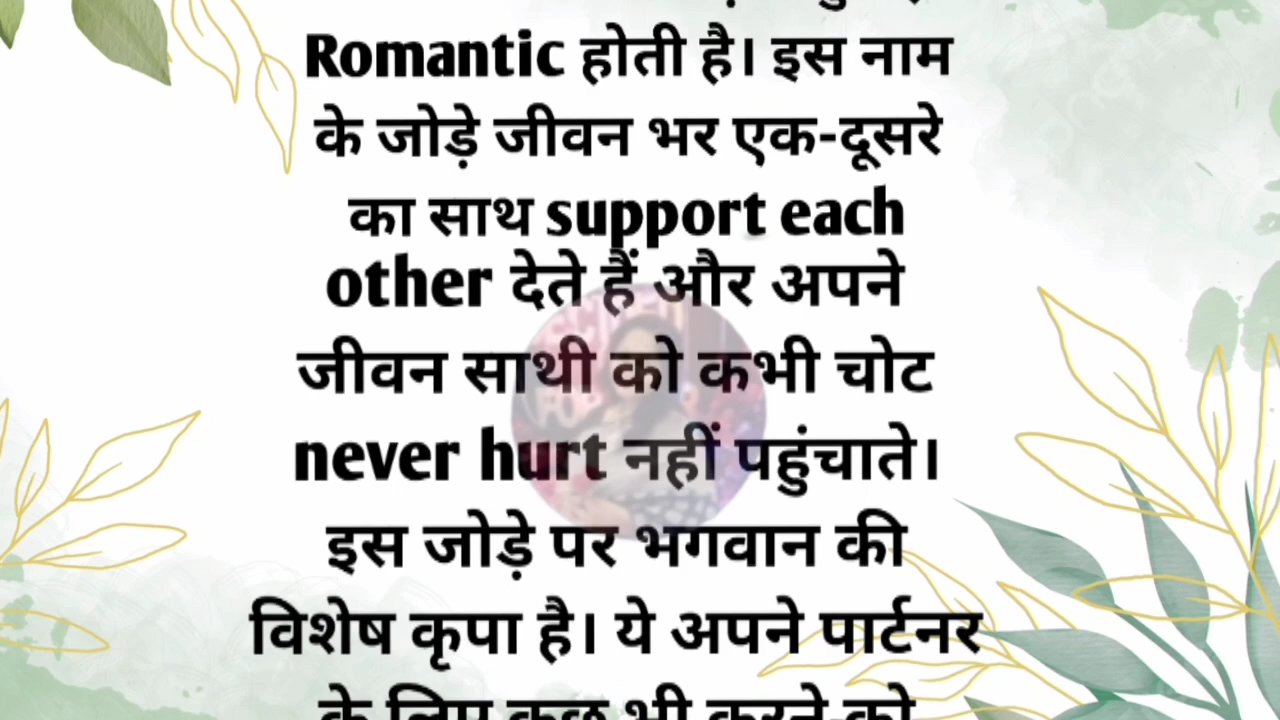 Romantic होती है। इस नाम
के जोड़े जीवन भर एक-दूसरे
का साथ support each
other देते हैं और अपने
जीवन साथी को कभी चोट
never hurt नहीं पहुंचाते।
इस जोड़े पर भगवान की
विशेष कृपा है। ये अपने पार्टनर
के लिए कुछ भी करने को